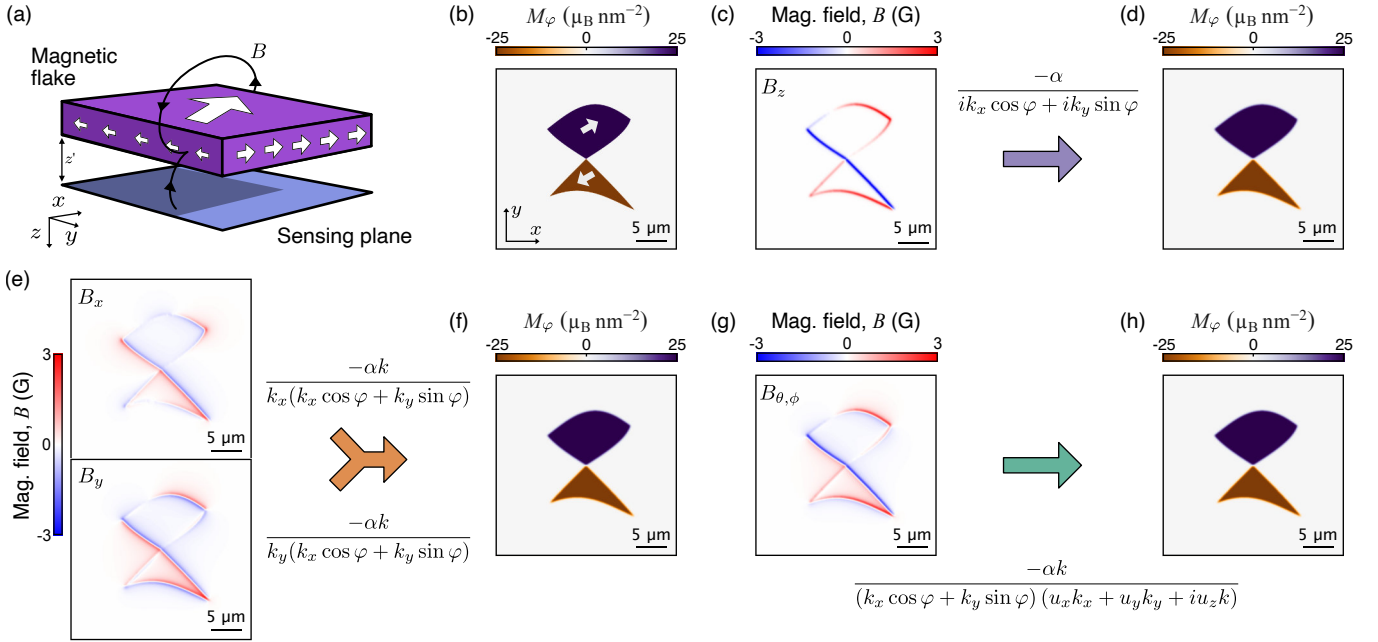 (a)
Magnetic
flake
B
z'
x
y
z
Sensing plane
(b)
M_φ (μ_B nm⁻²)
-25 0 25
y
x
5 μm
(c)
Mag. field, B (G)
-3 0 3
B_z
5 μm
-α
ik_x cos φ + ik_y sin φ
(d)
M_φ (μ_B nm⁻²)
-25 0 25
5 μm
(e)
Mag. field, B (G)
3
0
-3
B_x
5 μm
B_y
5 μm
-αk
k_x(k_x cos φ + k_y sin φ)
-αk
k_y(k_x cos φ + k_y sin φ)
(f)
M_φ (μ_B nm⁻²)
-25 0 25
5 μm
(g)
Mag. field, B (G)
-3 0 3
B_θ,ϕ
5 μm
-αk
(k_x cos φ + k_y sin φ) (u_x k_x + u_y k_y + iu_z k)
(h)
M_φ (μ_B nm⁻²)
-25 0 25
5 μm